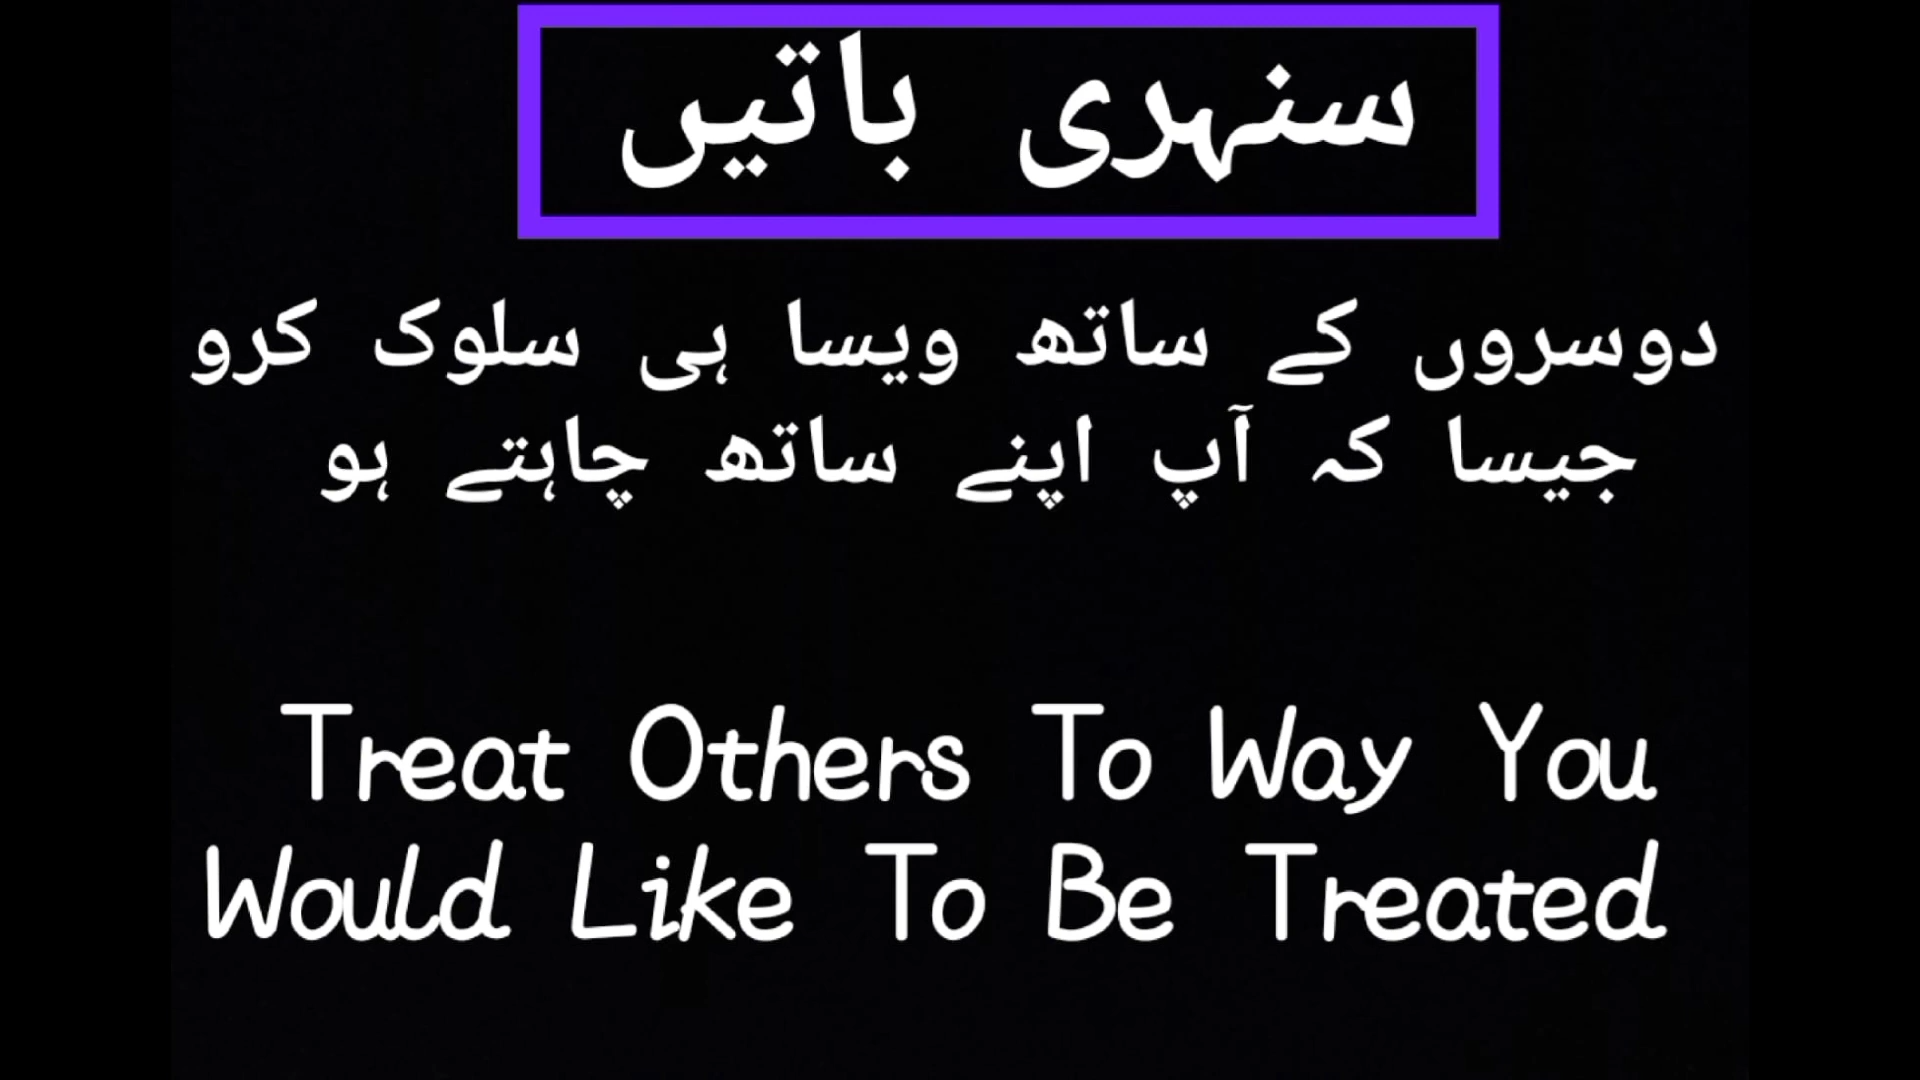 سنہری باتیں
دوسروں کے ساتھ ویسا ہی سلوک کرو
جیسا کہ آپ اپنے ساتھ چاہتے ہو
Treat Others To Way You
Would Like To Be Treated